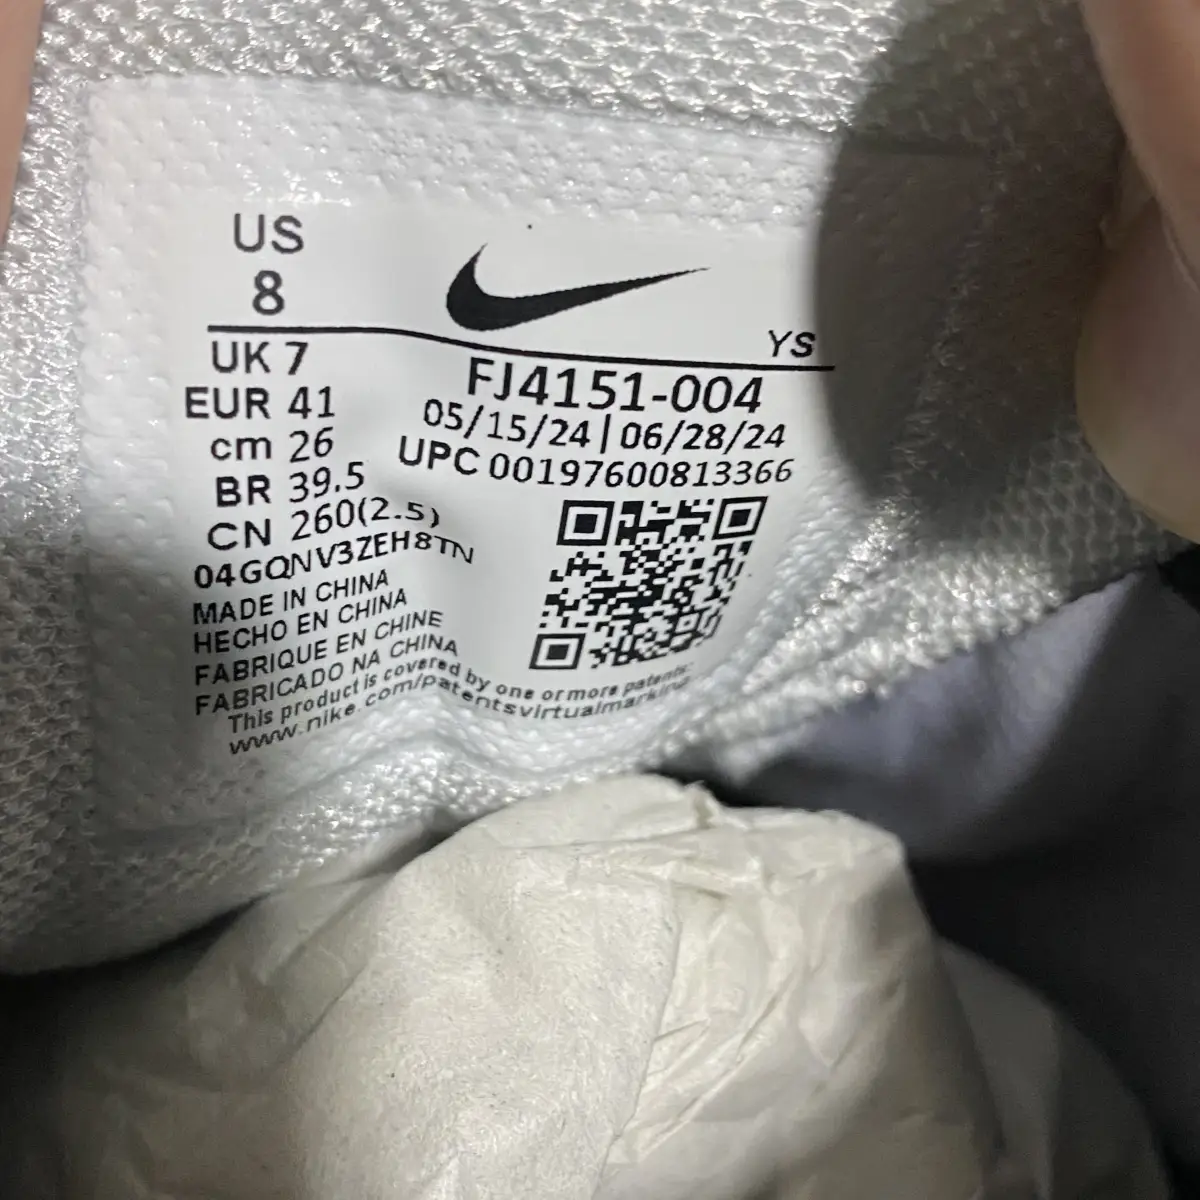 US
8
YS
UK 7
EUR 41
cm 26
BR 39.5
CN 260(2.5)
FJ4151-004
05/15/24 | 06/28/24
UPC 00197600813366
04GQNV3ZEH8TN
MADE IN CHINA
HECHO EN CHINA
FABRIQUE EN CHINE
FABRICADO NA CHINA
This product is covered by one or more patents:
www.nike.com/patentsvirtualmarking